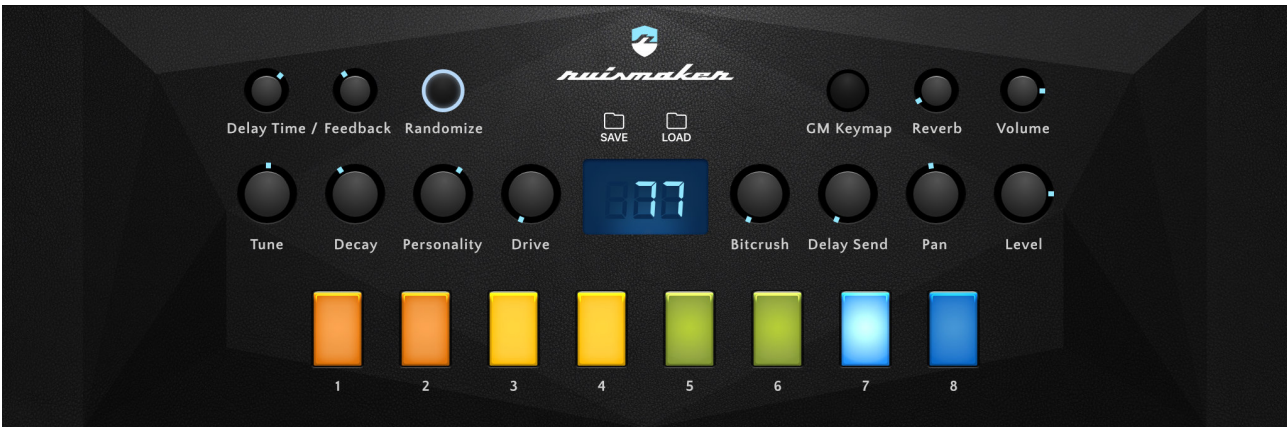 ruismaker
Delay Time / Feedback Randomize
GM Keymap Reverb Volume
SAVE LOAD
77
Tune Decay Personality Drive
Bitcrush Delay Send Pan Level
1 2 3 4 5 6 7 8